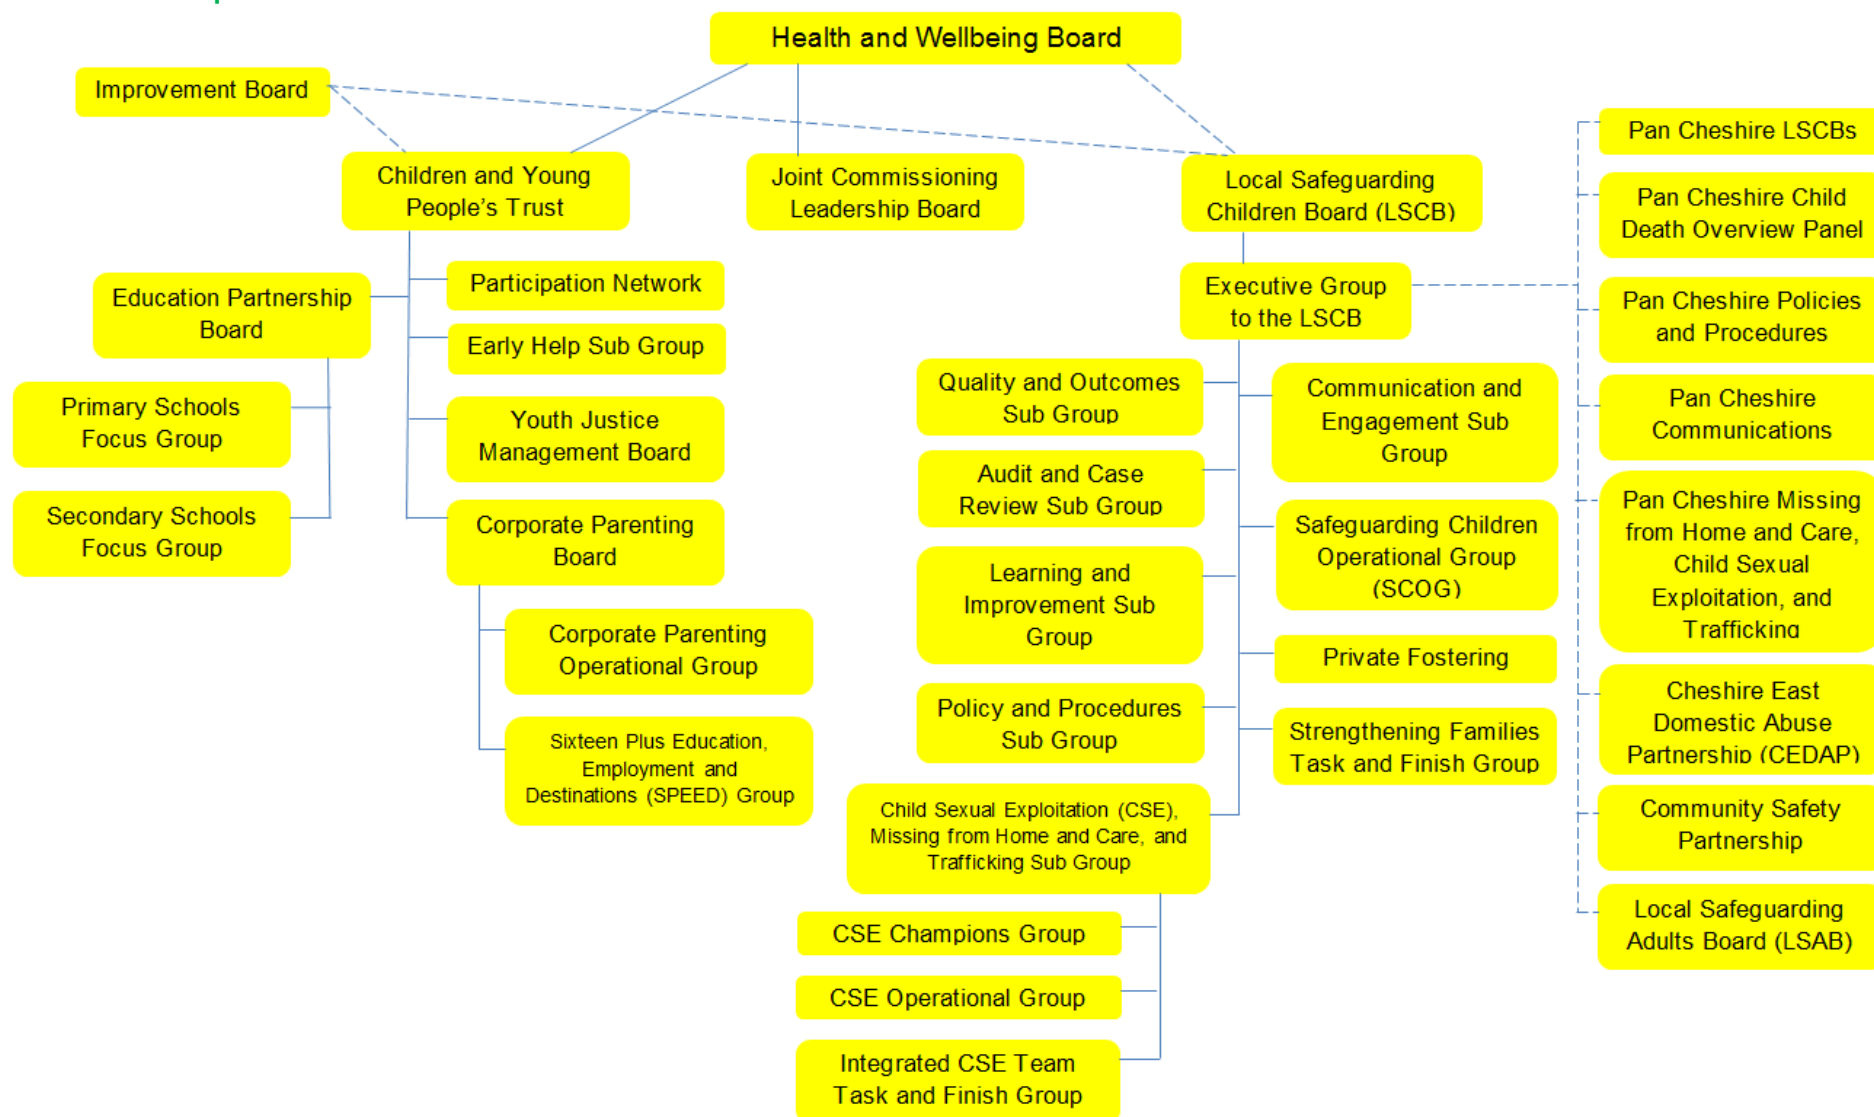 Health and Wellbeing Board
Improvement Board
Children and Young
People's Trust
Joint Commissioning
Leadership Board
Local Safeguarding
Children Board (LSCB)
Education Partnership
Board
Primary Schools
Focus Group
Secondary Schools
Focus Group
Participation Network
Early Help Sub Group
Youth Justice
Management Board
Corporate Parenting
Board
Corporate Parenting
Operational Group
Sixteen Plus Education,
Employment and
Destinations (SPEED) Group
Executive Group
to the LSCB
Quality and Outcomes
Sub Group
Audit and Case
Review Sub Group
Learning and
Improvement Sub
Group
Policy and Procedures
Sub Group
Child Sexual Exploitation (CSE),
Missing from Home and Care, and
Trafficking Sub Group
CSE Champions Group
CSE Operational Group
Integrated CSE Team
Task and Finish Group
Communication and
Engagement Sub
Group
Safeguarding Children
Operational Group
(SCOG)
Private Fostering
Strengthening Families
Task and Finish Group
Pan Cheshire LSCBs
Pan Cheshire Child
Death Overview Panel
Pan Cheshire Policies
and Procedures
Pan Cheshire
Communications
Pan Cheshire Missing
from Home and Care,
Child Sexual
Exploitation, and
Trafficking
Cheshire East
Domestic Abuse
Partnership (CEDAP)
Community Safety
Partnership
Local Safeguarding
Adults Board (LSAB)